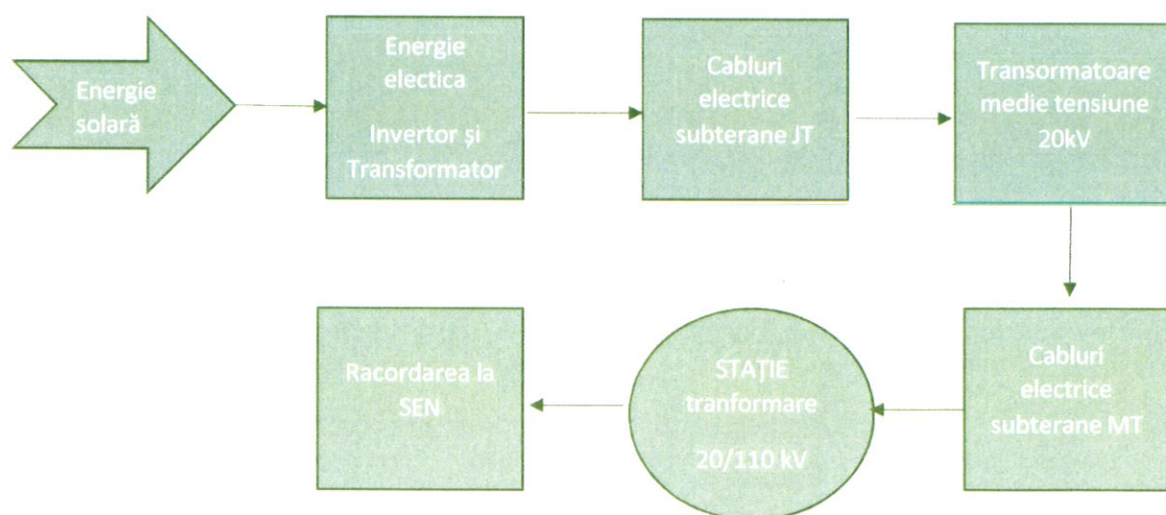 Energie
solară
Energie
electica
Invertor și
Transformator
Cabluri
electrice
subterane JT
Transormatoare
medie tensiune
20kV
Cabluri
electrice
subterane MT
STAȚIE
tranformare
20/110 kV
Racordarea la
SEN